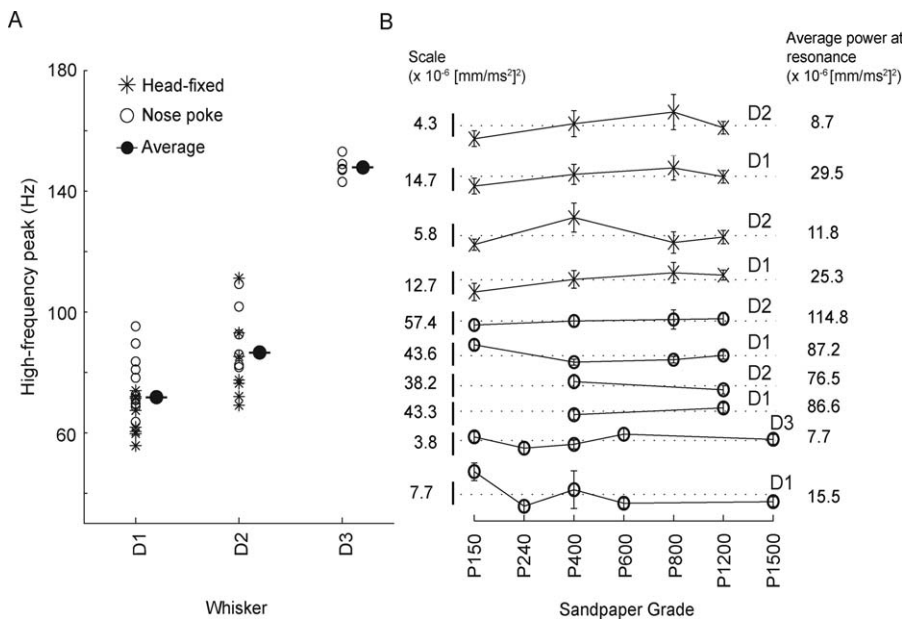 A
High-frequency peak (Hz)
180
140
100
60
Head-fixed
Nose poke
Average
D1
D2
D3
Whisker
B
Scale
(x 10-6 [mm/ms2]2)
Average power at
resonance
(x 10-6 [mm/ms2]2)
4.3 D2 8.7
14.7 D1 29.5
5.8 D2 11.8
12.7 D1 25.3
57.4 D2 114.8
43.6 D1 87.2
38.2 D2 76.5
43.3 D1 86.6
3.8 D3 7.7
7.7 D1 15.5
P150
P240
P400
P600
P800
P1200
P1500
Sandpaper Grade